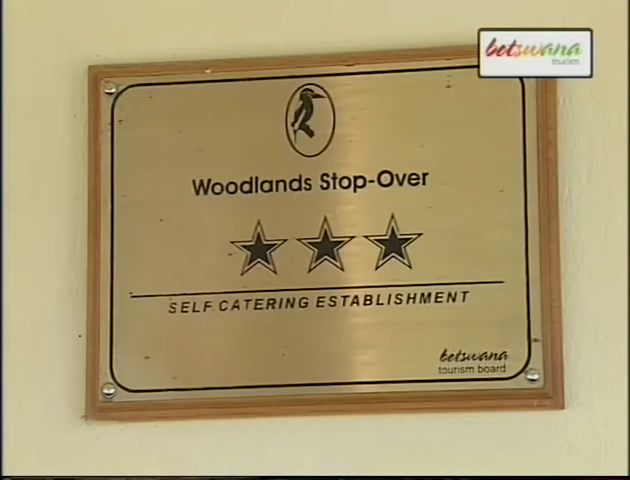 botswana
tourism
Woodlands Stop-Over
SELF CATERING ESTABLISHMENT
botswana
tourism board